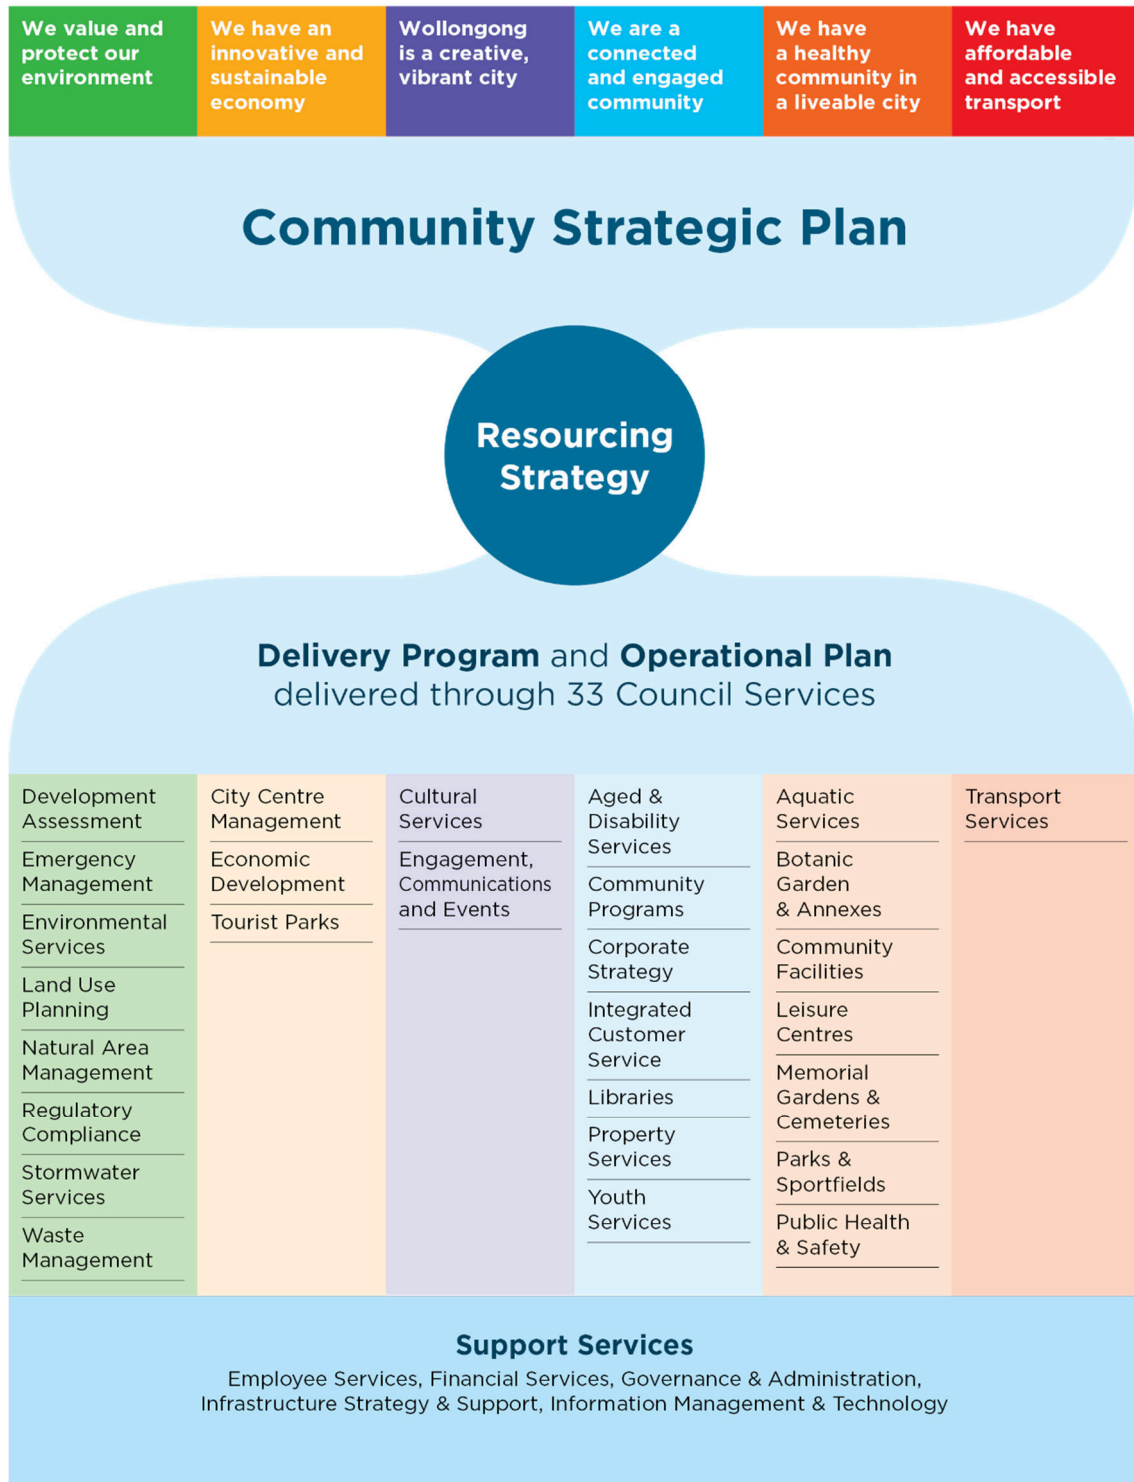 We value and
protect our
environment
We have an
innovative and
sustainable
economy
Wollongong
is a creative,
vibrant city
We are a
connected
and engaged
community
We have
a healthy
community in
a liveable city
We have
affordable
and accessible
transport
Community Strategic Plan
Resourcing
Strategy
Delivery Program and Operational Plan
delivered through 33 Council Services
Development
Assessment
Emergency
Management
Environmental
Services
Land Use
Planning
Natural Area
Management
Regulatory
Compliance
Stormwater
Services
Waste
Management
City Centre
Management
Economic
Development
Tourist Parks
Cultural
Services
Engagement,
Communications
and Events
Aged &
Disability
Services
Community
Programs
Corporate
Strategy
Integrated
Customer
Service
Libraries
Property
Services
Youth
Services
Aquatic
Services
Botanic
Garden
& Annexes
Community
Facilities
Leisure
Centres
Memorial
Gardens &
Cemeteries
Parks &
Sportfields
Public Health
& Safety
Transport
Services
Support Services
Employee Services, Financial Services, Governance & Administration,
Infrastructure Strategy & Support, Information Management & Technology